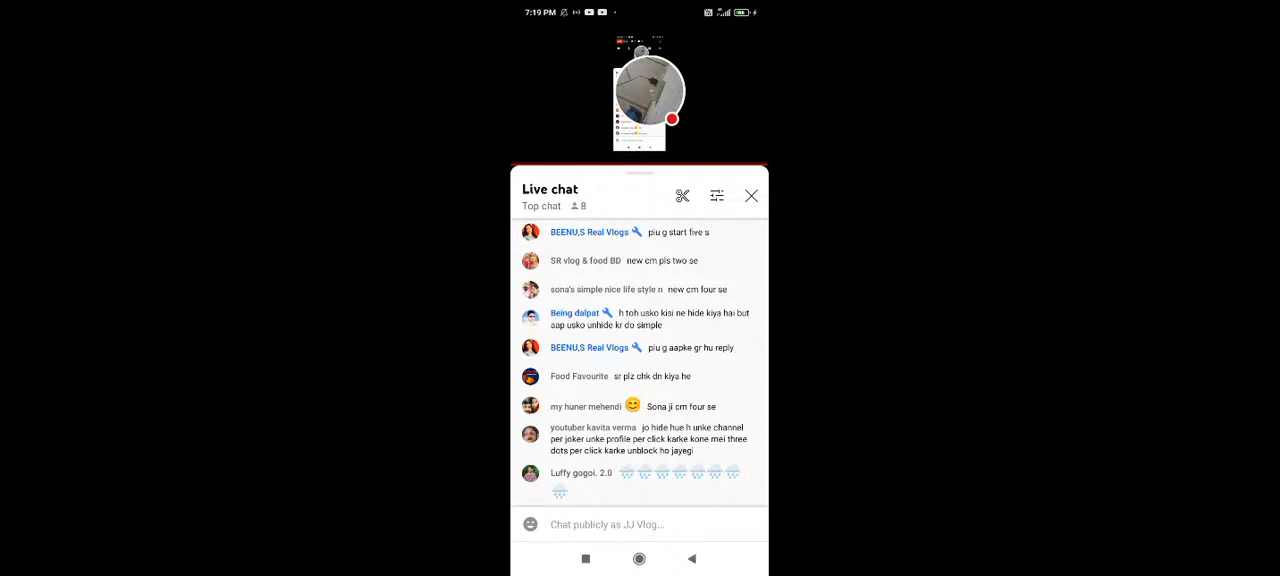 7:19 PM
Live chat
Top chat 8
BEENU,S Real Vlogs piu g start five s
SR vlog & food BD new cm pls two se
sona's simple nice life style n new cm four se
Being dalpat h toh usko kisi ne hide kiya hai but
aap usko unhide kr do simple
BEENU,S Real Vlogs piu g aapke gr hu reply
Food Favourite sr plz chk dn kiya he
my huner mehendi 😊 Sona ji cm four se
youtuber kavita verma jo hide hue h unke channel
per joker unke profile per click karke kone mei three
dots per click karke unblock ho jayegi
Luffy gogoi. 2.0 🌧️🌧️🌧️🌧️🌧️🌧️🌧️
🌧️
Chat publicly as JJ Vlog...